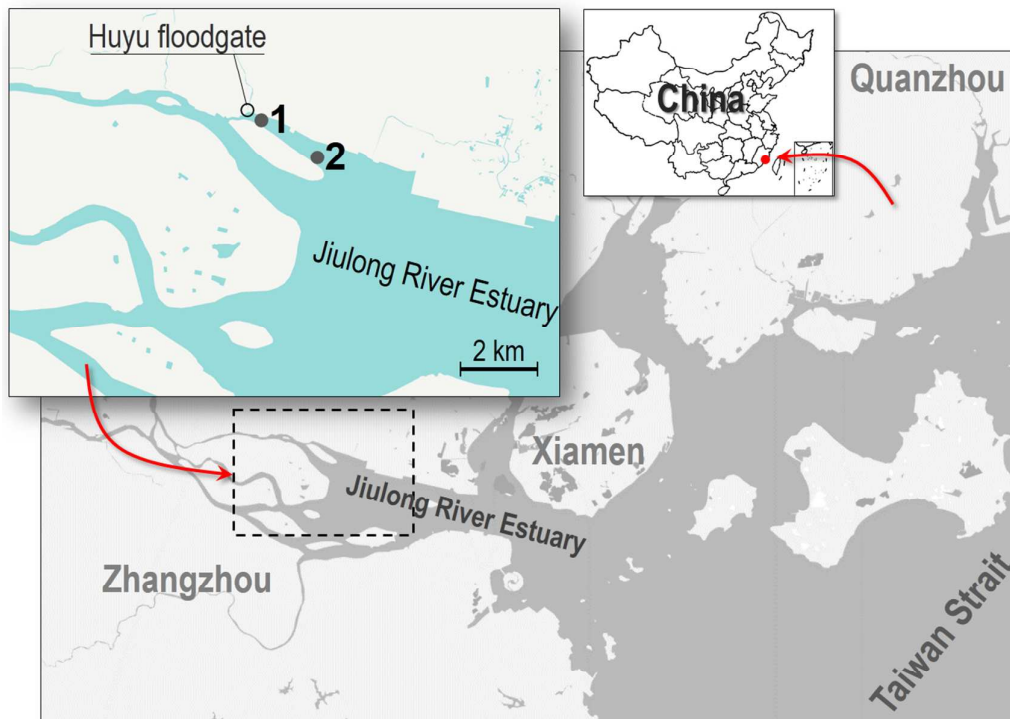 Huyu floodgate
1
2
Jiulong River Estuary
2 km
China
Quanzhou
Xiamen
Jiulong River Estuary
Zhangzhou
Taiwan Strait